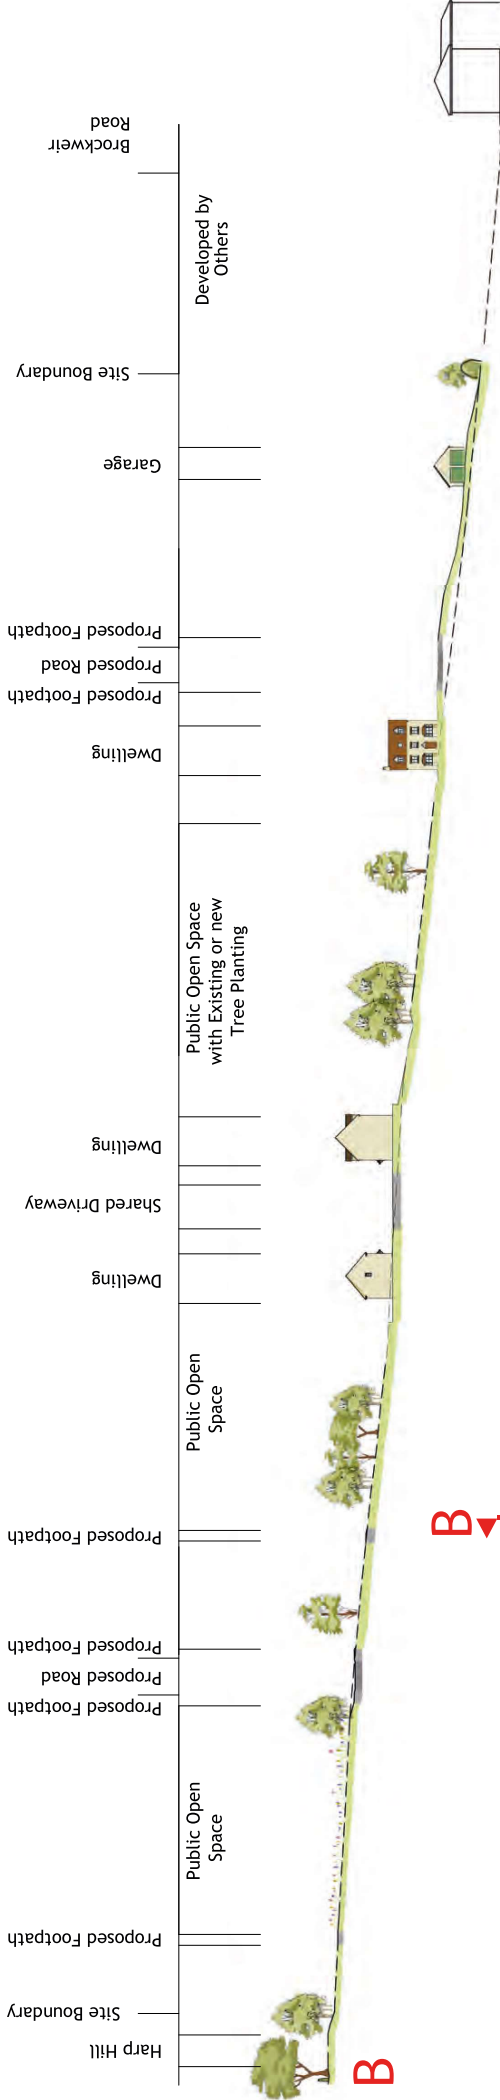 Brockweir
Road
Developed by
Others
Site Boundary
Garage
Proposed Footpath
Proposed Road
Proposed Footpath
Dwelling
Public Open Space
with Existing or new
Tree Planting
Dwelling
Shared Driveway
Dwelling
Public Open
Space
Proposed Footpath
B
Proposed Footpath
Proposed Road
Proposed Footpath
Public Open
Space
Proposed Footpath
Site Boundary
Harp Hill
B